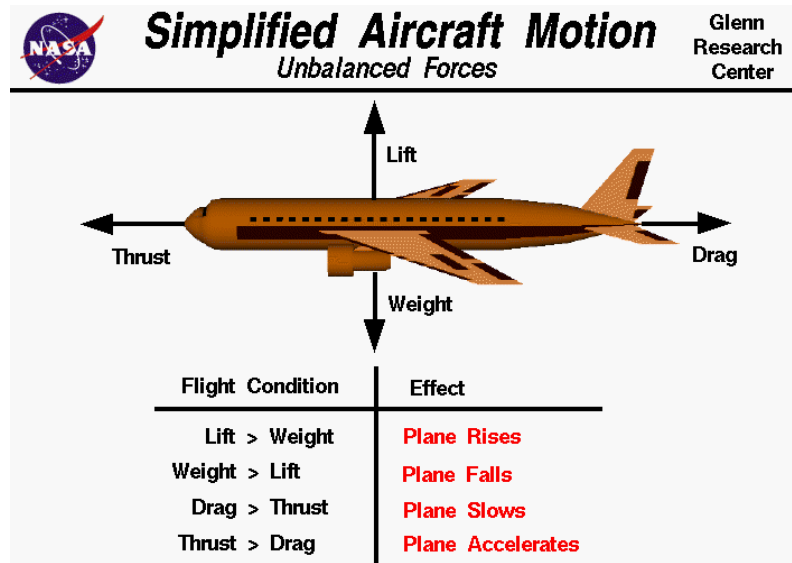 NASA
Simplified Aircraft Motion
Unbalanced Forces
Glenn
Research
Center
Lift
Thrust
Drag
Weight
Flight Condition Effect
Lift > Weight Plane Rises
Weight > Lift Plane Falls
Drag > Thrust Plane Slows
Thrust > Drag Plane Accelerates